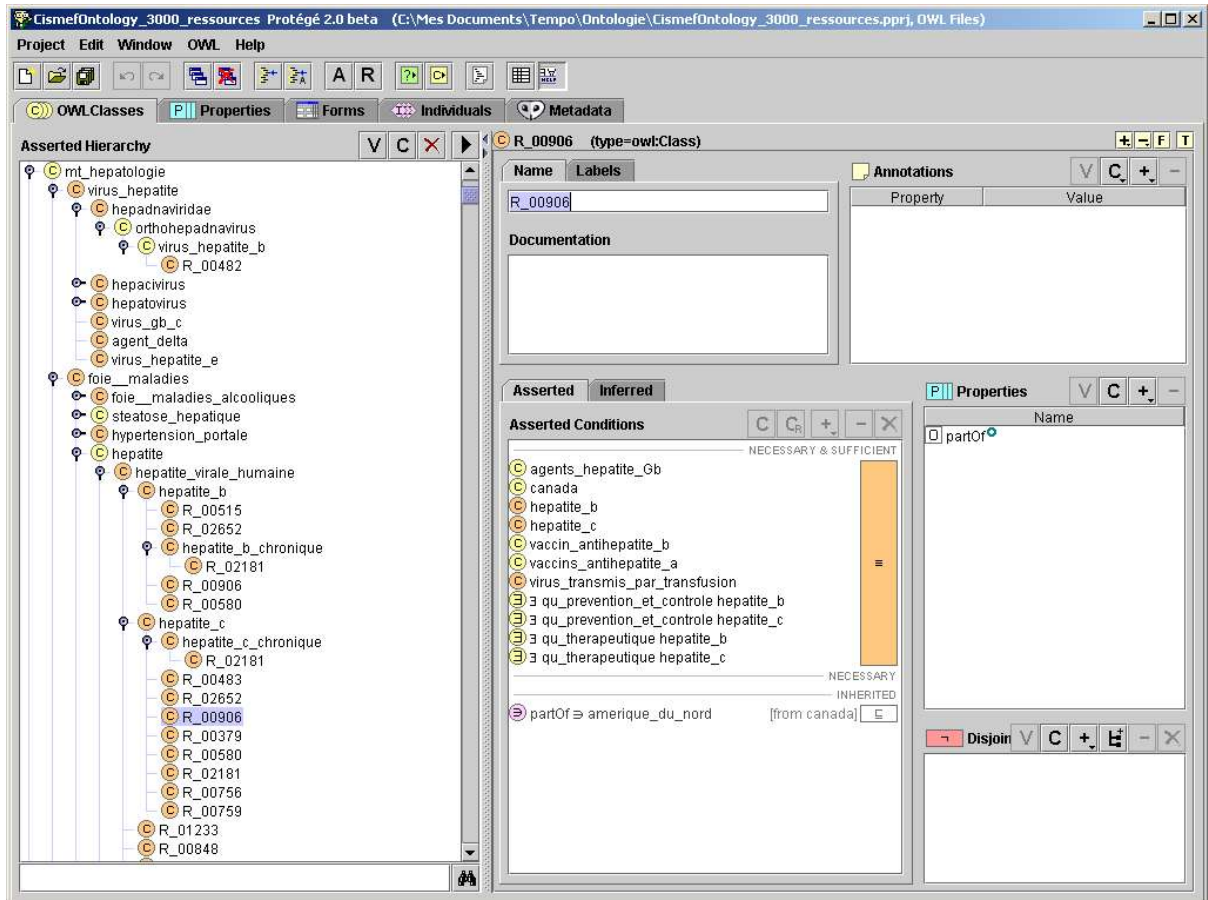 CismefOntology_3000_ressources Protégé 2.0 beta (C:\Mes Documents\Tempo\Ontologie\CismefOntology_3000_ressources.pprj, OWL Files)
Project Edit Window OWL Help
A R
OWLClasses Properties Forms Individuals Metadata
Asserted Hierarchy V C
mt_hepatologie
virus_hepatite
hepadnaviridae
orthohepadnavirus
virus_hepatite_b
R_00482
hepacivirus
hepatovirus
virus_gb_c
agent_delta
virus_hepatite_e
foie__maladies
foie__maladies_alcooliques
steatose_hepatique
hypertension_portale
hepatite
hepatite_virale_humaine
hepatite_b
R_00515
R_02652
hepatite_b_chronique
R_02181
R_00906
R_00580
hepatite_c
hepatite_c_chronique
R_02181
R_00483
R_02652
R_00906
R_00379
R_00580
R_02181
R_00756
R_00759
R_01233
R_00848
C R_00906 (type=owl:Class) + - F T
Name Labels
R_00906
Documentation
Annotations V C + -
Property Value
Asserted Inferred
Asserted Conditions C CR + - X
NECESSARY & SUFFICIENT
agents_hepatite_Gb
canada
hepatite_b
hepatite_c
vaccin_antihepatite_b
vaccins_antihepatite_a
virus_transmis_par_transfusion
∃ qu_prevention_et_controle hepatite_b
∃ qu_prevention_et_controle hepatite_c
∃ qu_therapeutique hepatite_b
∃ qu_therapeutique hepatite_c
≡
NECESSARY
INHERITED
partOf ∋ amerique_du_nord [from canada] ⊑
Properties V C + -
Name
O partOf
¬ Disjoin V C + - X